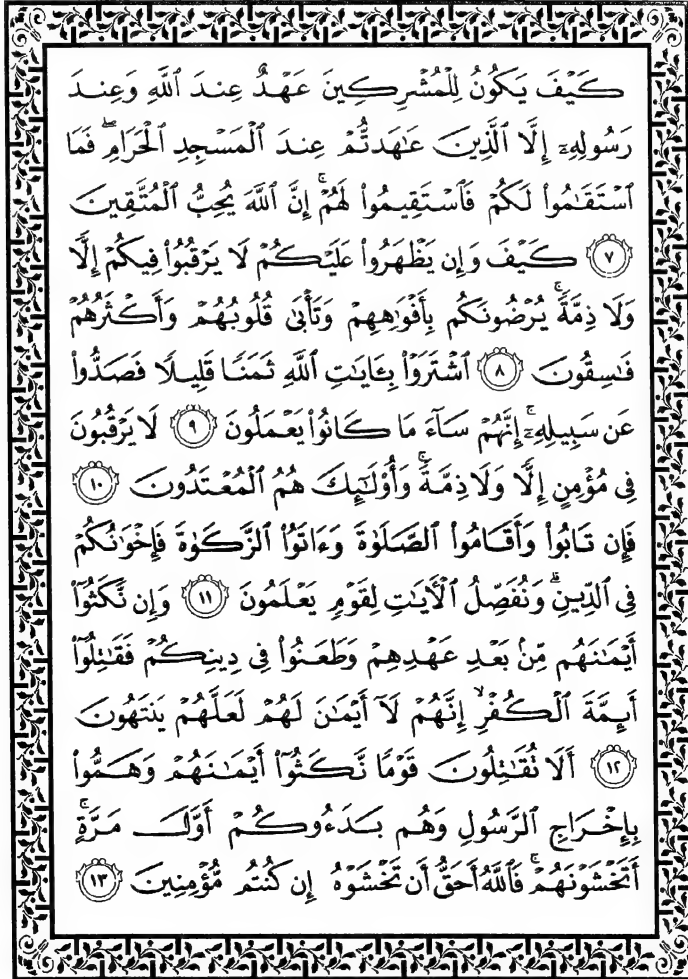 كَيۡفَ يَكُونُ لِلۡمُشۡرِكِينَ عَهۡدٌ عِندَ ٱللَّهِ وَعِندَ
رَسُولِهِۦٓ إِلَّا ٱلَّذِينَ عَٰهَدتُّمۡ عِندَ ٱلۡمَسۡجِدِ ٱلۡحَرَامِۖ فَمَا
ٱسۡتَقَٰمُواْ لَكُمۡ فَٱسۡتَقِيمُواْ لَهُمۡۚ إِنَّ ٱللَّهَ يُحِبُّ ٱلۡمُتَّقِينَ
٧ كَيۡفَ وَإِن يَظۡهَرُواْ عَلَيۡكُمۡ لَا يَرۡقُبُواْ فِيكُمۡ إِلّٗا
وَلَا ذِمَّةٗۚ يُرۡضُونَكُم بِأَفۡوَٰهِهِمۡ وَتَأۡبَىٰ قُلُوبُهُمۡ وَأَكۡثَرُهُمۡ
فَٰسِقُونَ ٨ ٱشۡتَرَوۡاْ بِـَٔايَٰتِ ٱللَّهِ ثَمَنٗا قَلِيلٗا فَصَدُّواْ
عَن سَبِيلِهِۦٓۚ إِنَّهُمۡ سَآءَ مَا كَانُواْ يَعۡمَلُونَ ٩ لَا يَرۡقُبُونَ
فِي مُؤۡمِنٍ إِلّٗا وَلَا ذِمَّةٗۚ وَأُوْلَٰٓئِكَ هُمُ ٱلۡمُعۡتَدُونَ ١٠
فَإِن تَابُواْ وَأَقَامُواْ ٱلصَّلَوٰةَ وَءَاتَوُاْ ٱلزَّكَوٰةَ فَإِخۡوَٰنُكُمۡ
فِي ٱلدِّينِۗ وَنُفَصِّلُ ٱلۡأٓيَٰتِ لِقَوۡمٖ يَعۡلَمُونَ ١١ وَإِن نَّكَثُوٓاْ
أَيۡمَٰنَهُم مِّنۢ بَعۡدِ عَهۡدِهِمۡ وَطَعَنُواْ فِي دِينِكُمۡ فَقَٰتِلُوٓاْ
أَئِمَّةَ ٱلۡكُفۡرِ إِنَّهُمۡ لَآ أَيۡمَٰنَ لَهُمۡ لَعَلَّهُمۡ يَنتَهُونَ
١٢ أَلَا تُقَٰتِلُونَ قَوۡمٗا نَّكَثُوٓاْ أَيۡمَٰنَهُمۡ وَهَمُّواْ
بِإِخۡرَاجِ ٱلرَّسُولِ وَهُم بَدَءُوكُمۡ أَوَّلَ مَرَّةٍۚ
أَتَخۡشَوۡنَهُمۡۚ فَٱللَّهُ أَحَقُّ أَن تَخۡشَوۡهُ إِن كُنتُم مُّؤۡمِنِينَ ١٣